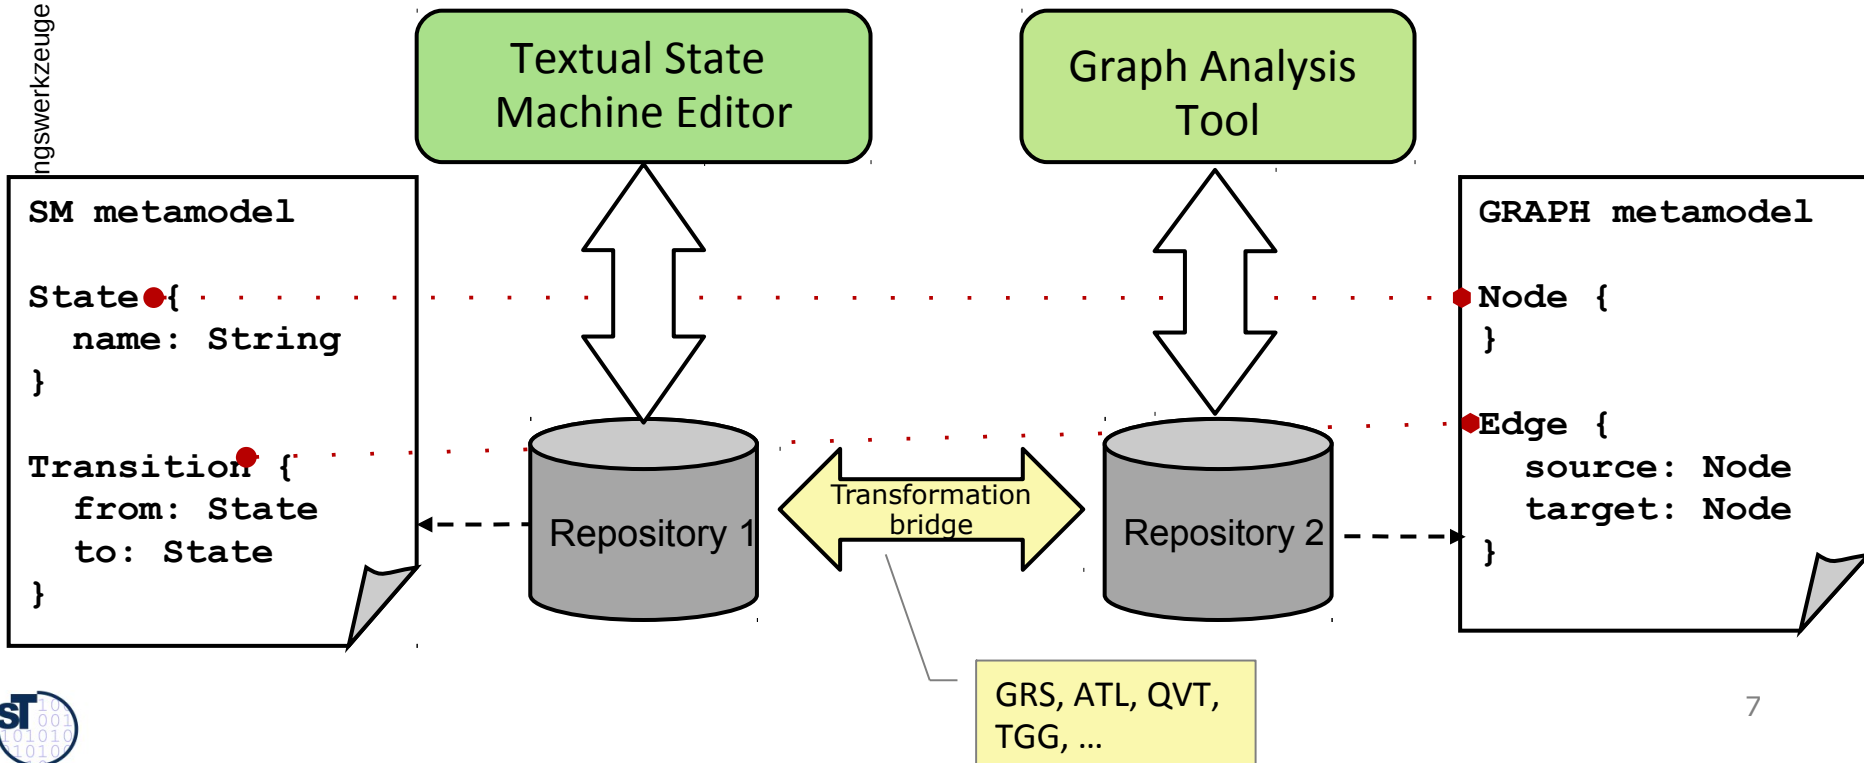 ngswerkzeuge
Textual State
Machine Editor
Graph Analysis
Tool
SM metamodel
State {
name: String
}
Transition {
from: State
to: State
}
GRAPH metamodel
Node {
}
Edge {
source: Node
target: Node
}
Repository 1
Transformation
bridge
Repository 2
GRS, ATL, QVT,
TGG, ...
sT
7